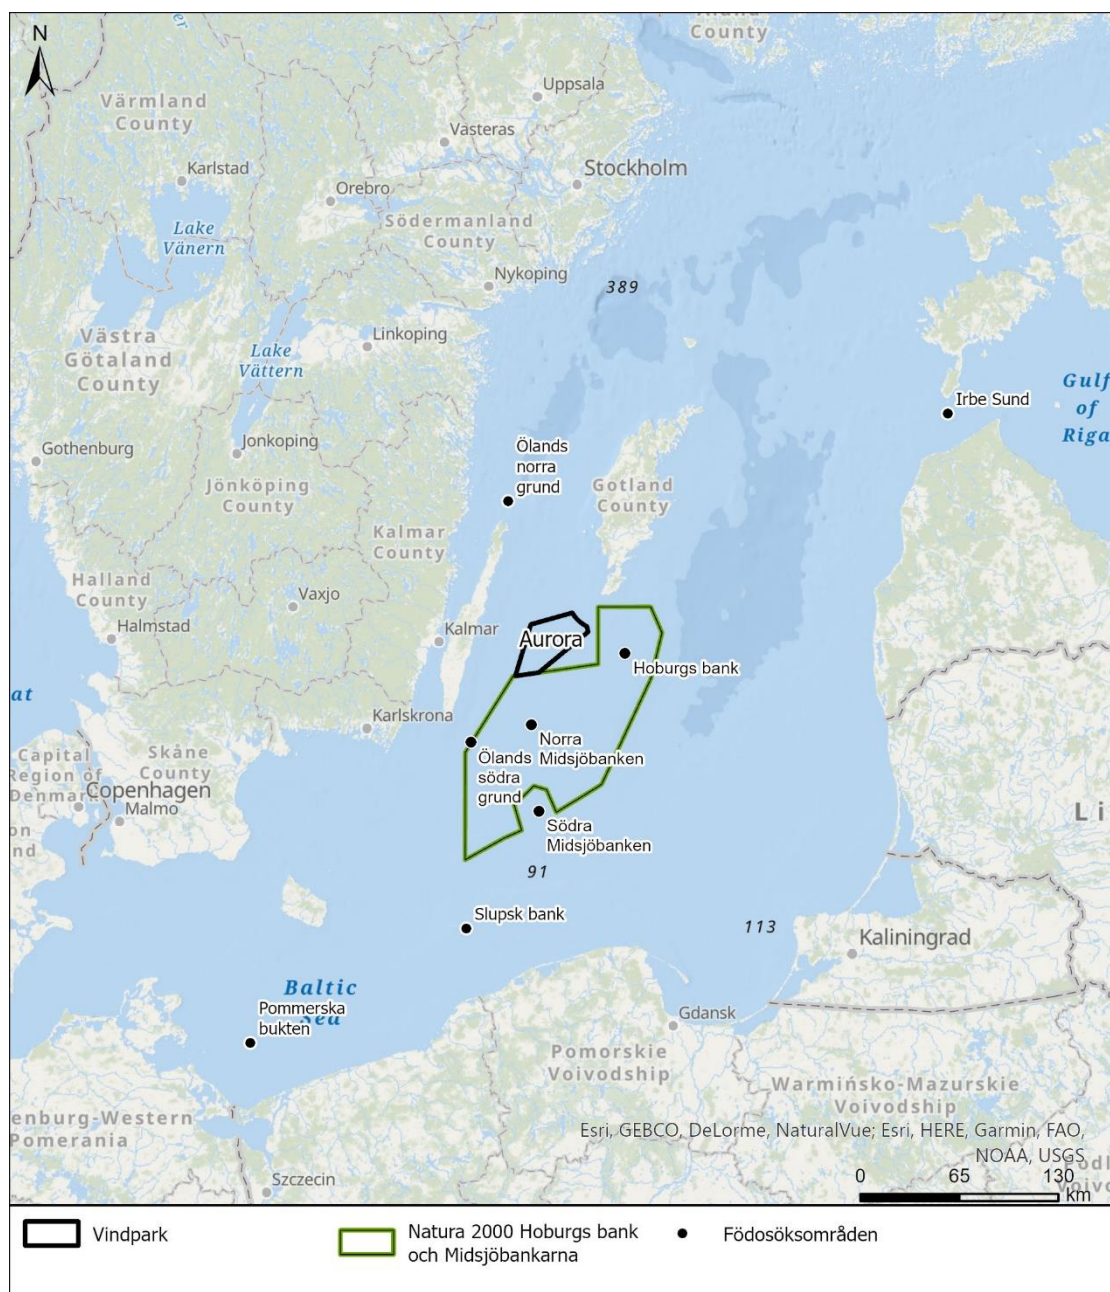 N
Åland
County
Uppsala
Värmland
County
Vasteras
Karlstad
Stockholm
Orebro
Södermanland
County
Lake
Vänern
Nykoping
389
Västra
Götaland
County
Linkoping
Lake
Vättern
Gulf
of
Riga
Irbe Sund
Gothenburg
Jonkoping
Ölands
norra
grund
Gotland
County
Jönköping
County
Kalmar
County
Halland
County
Vaxjo
Halmstad
Kalmar
Aurora
Hoburgs bank
at
Karlskrona
Skåne
County
Norra
Midsjöbanken
Ölands
södra
grund
Capital
Region of
Denmark
Copenhagen
Malmo
Li
Södra
Midsjöbanken
on
nd
91
Slupsk bank
113
Kaliningrad
Baltic
Sea
Pommerska
bukten
Gdansk
Pomorskie
Voivodship
Warmińsko-Mazurskie
Voivodship
enburg-Western
Pomerania
Esri, GEBCO, DeLorme, NaturalVue; Esri, HERE, Garmin, FAO,
NOAA, USGS
Szczecin
0 65 130
km
Vindpark
Natura 2000 Hoburgs bank
och Midsjöbankarna
Födosöksområden